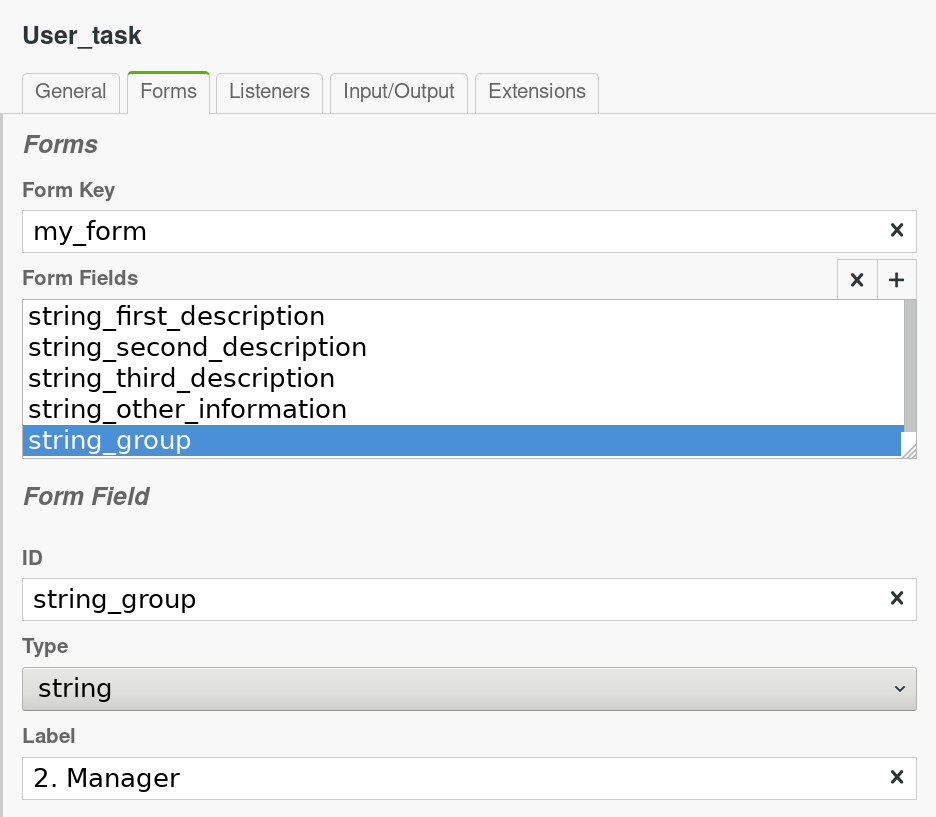 User_task
General Forms Listeners Input/Output Extensions
Forms
Form Key
my_form
Form Fields
string_first_description
string_second_description
string_third_description
string_other_information
string_group
Form Field
ID
string_group
Type
string
Label
2. Manager